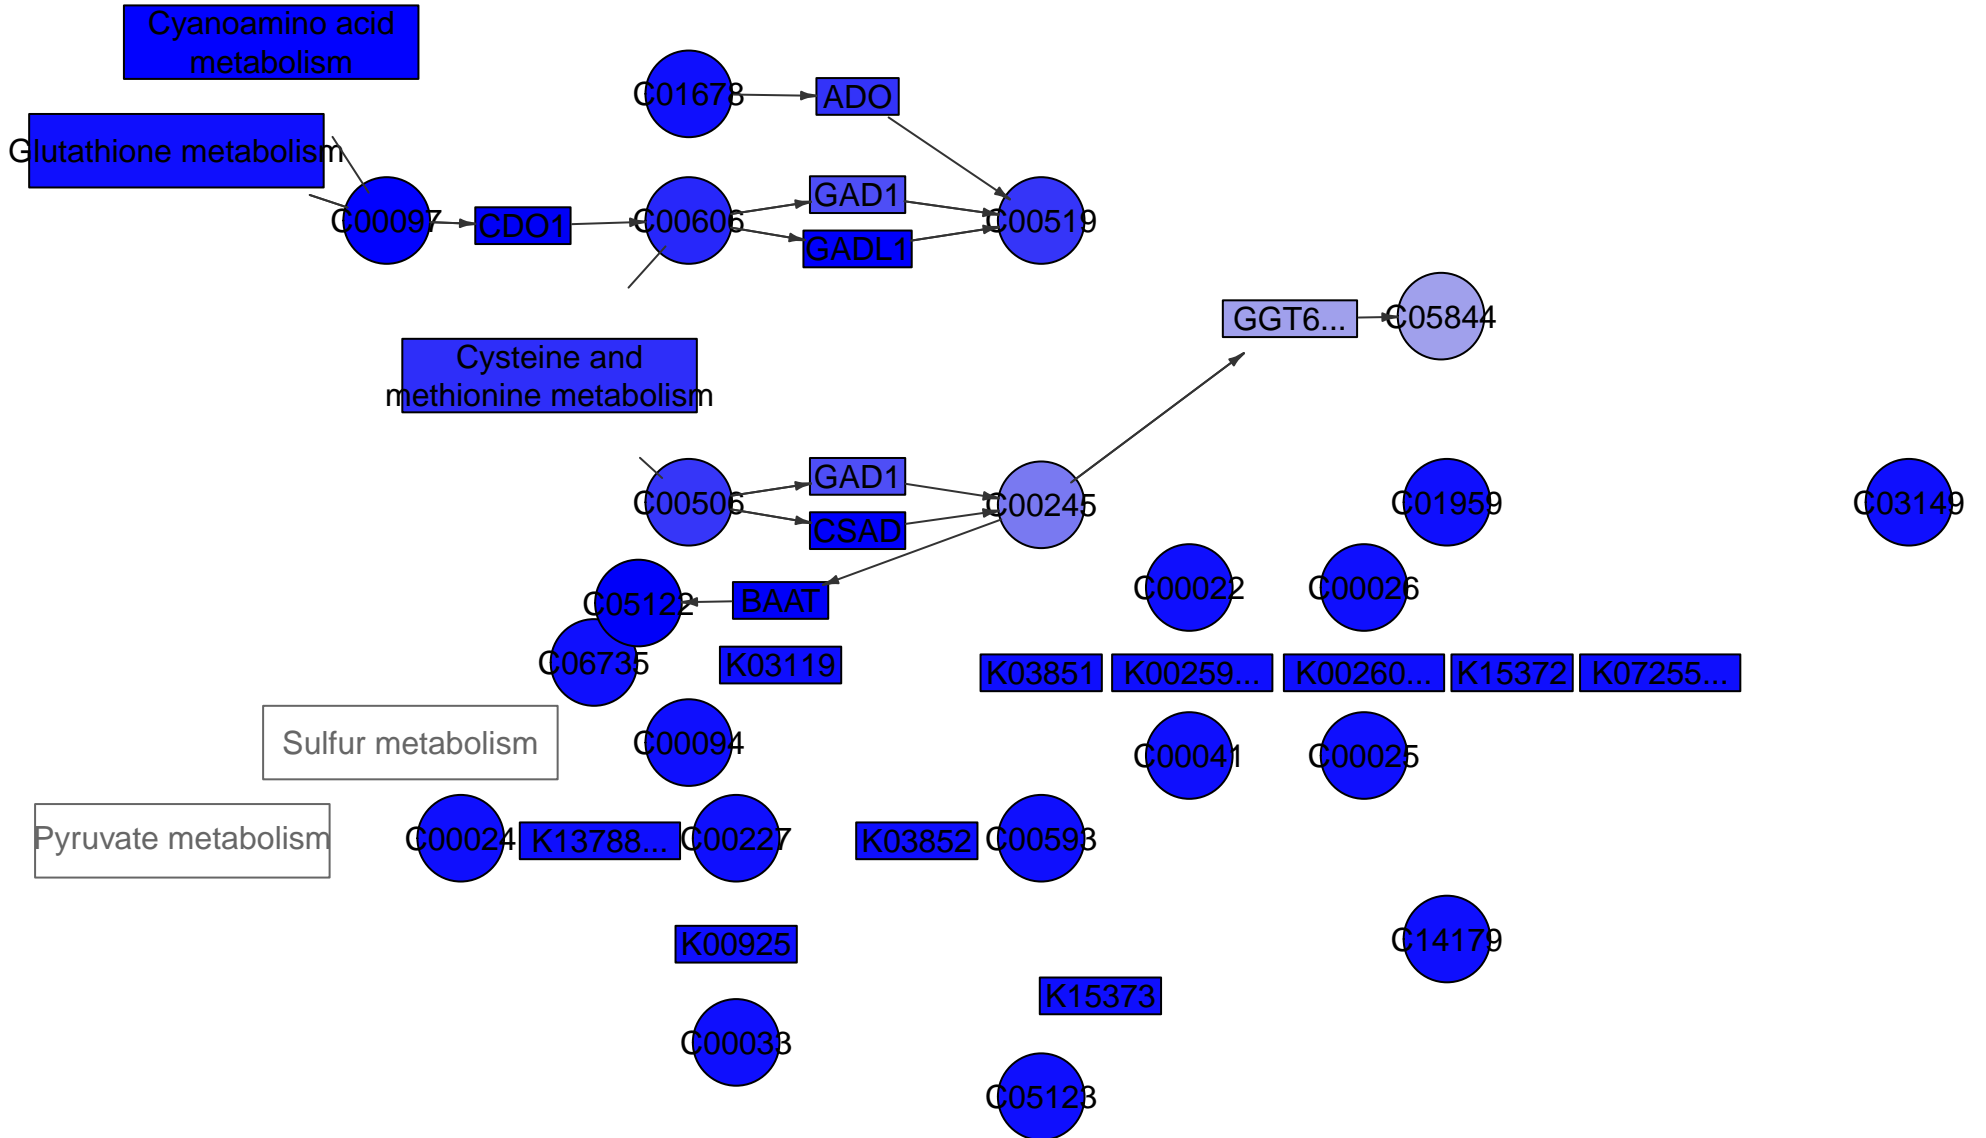 Cyanoamino acid
metabolism
C01678
ADO
Glutathione metabolism
C00097
CDO1
C00606
GAD1
GADL1
C00519
GGT6...
C05844
Cysteine and
methionine metabolism
C00506
GAD1
CSAD
C00245
C01959
C03149
C05122
BAAT
C00022
C00026
C06735
K03119
K03851
K00259...
K00260...
K15372
K07255...
Sulfur metabolism
C00094
C00041
C00025
Pyruvate metabolism
C00024
K13788...
C00227
K03852
C00593
K00925
C14179
K15373
C00033
C05123